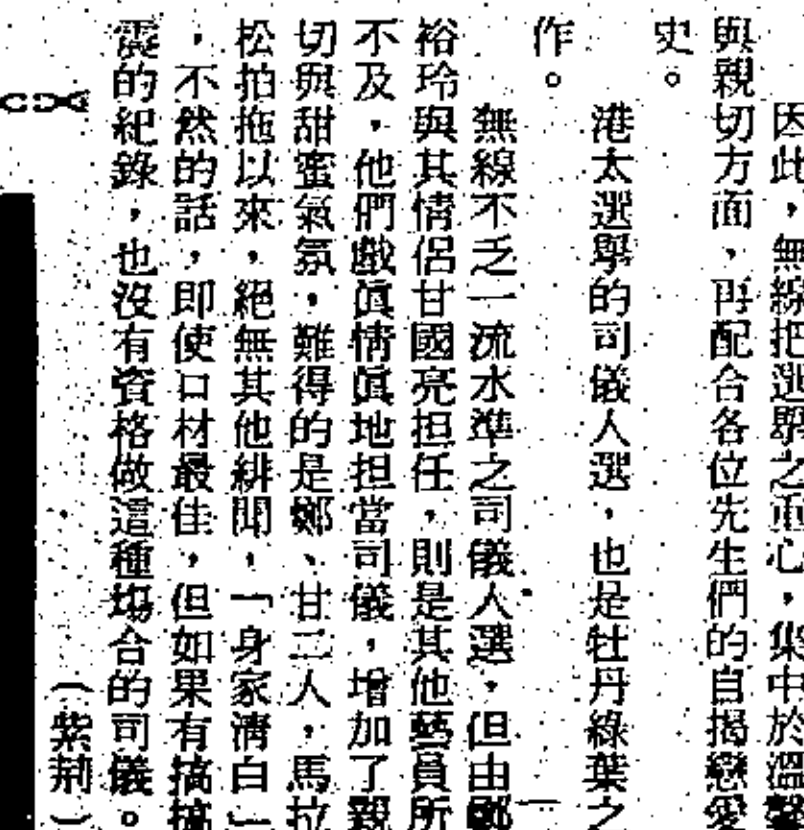 因此，無綫把選舉之重心，集中於溫馨
與親切方面，再配合各位先生們的自揭戀愛
史。
港太選舉的司儀人選，也是牡丹綠葉之
作。
無線不乏一流水準之司儀人選，但由鄭
裕玲與其情侶甘國亮担任，則是其他藝員所
不及，他們戲眞情眞地担當司儀，增加了親
切與甜蜜氣氛，難得的是鄭、甘二人，馬拉
松拍拖以來，絕無其他緋聞，「身家清白」
，不然的話，即使口材最佳，但如果有搞搞
震的紀錄，也沒有資格做這種場合的司儀。
（紫荊）